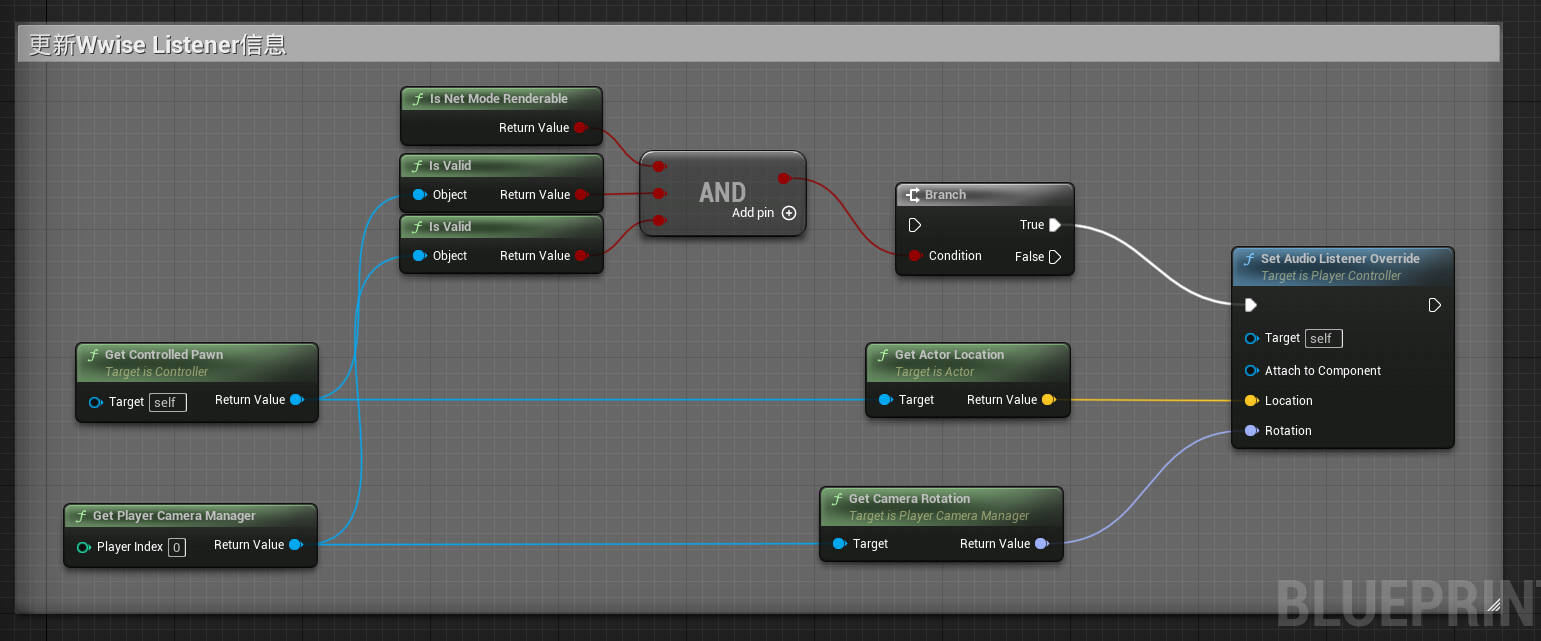 更新Wwise Listener信息
Is Net Mode Renderable
Return Value
Is Valid
Object Return Value
Is Valid
Object Return Value
AND
Add pin
Branch
True
Condition False
Set Audio Listener Override
Target is Player Controller
Target self
Attach to Component
Location
Rotation
Get Controlled Pawn
Target is Controller
Target self Return Value
Get Actor Location
Target is Actor
Target Return Value
Get Player Camera Manager
Player Index 0 Return Value
Get Camera Rotation
Target is Player Camera Manager
Target Return Value
BLUEPRINT